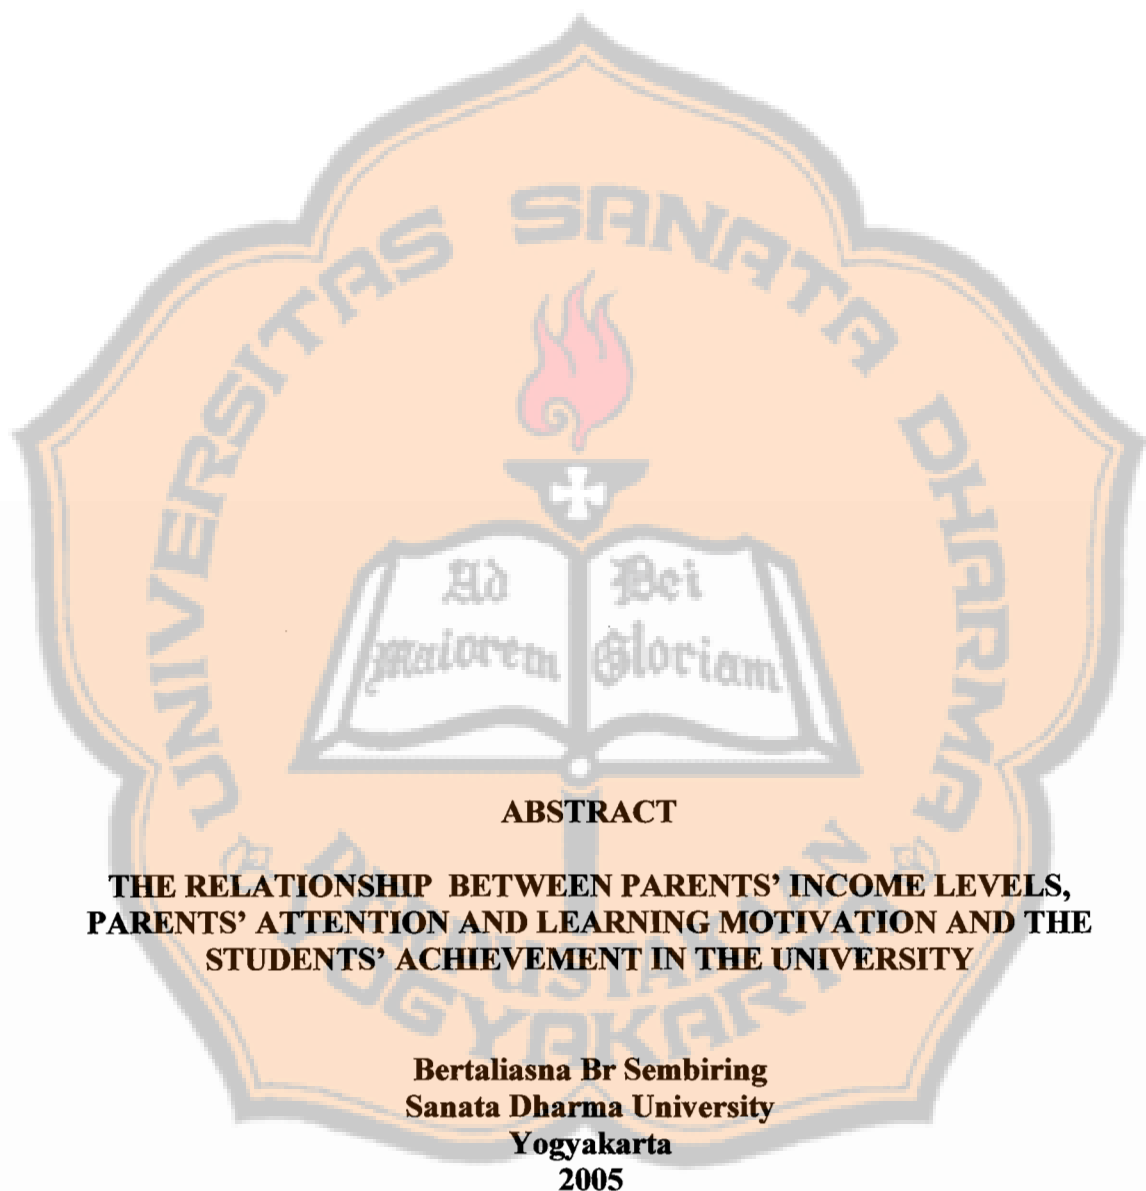 UNIVERSITAS SANATA DHARMA
Ad Dei
Maiorem Gloriam
ABSTRACT
PERPUSTAKAAN
THE RELATIONSHIP BETWEEN PARENTS’ INCOME LEVELS,
PARENTS’ ATTENTION AND LEARNING MOTIVATION AND THE
STUDENTS’ ACHIEVEMENT IN THE UNIVERSITY
YOGYAKARTA
Bertaliasna Br Sembiring
Sanata Dharma University
Yogyakarta
2005